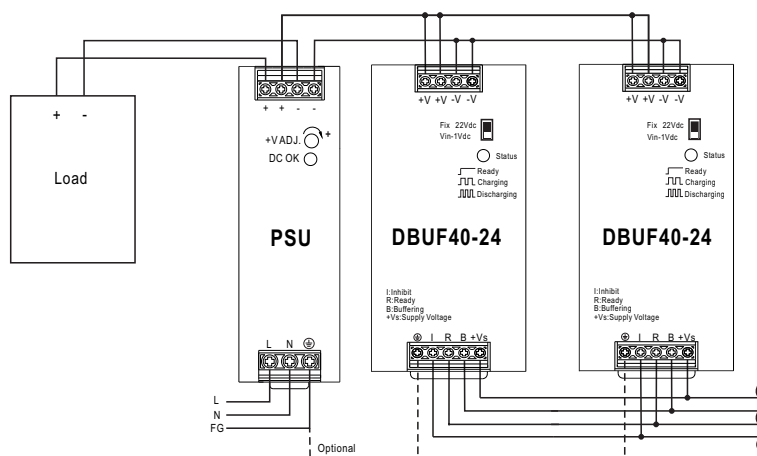 + -
Load
+ + - -
+V ADJ. +
DC OK
PSU
L N
L
N
FG
Optional
+V +V -V -V
Fix 22Vdc
Vin-1Vdc
Status
Ready
Charging
Discharging
DBUF40-24
I:Inhibit
R:Ready
B:Buffering
+Vs:Supply Voltage
I R B +Vs
+V +V -V -V
Fix 22Vdc
Vin-1Vdc
Status
Ready
Charging
Discharging
DBUF40-24
I:Inhibit
R:Ready
B:Buffering
+Vs:Supply Voltage
I R B +Vs